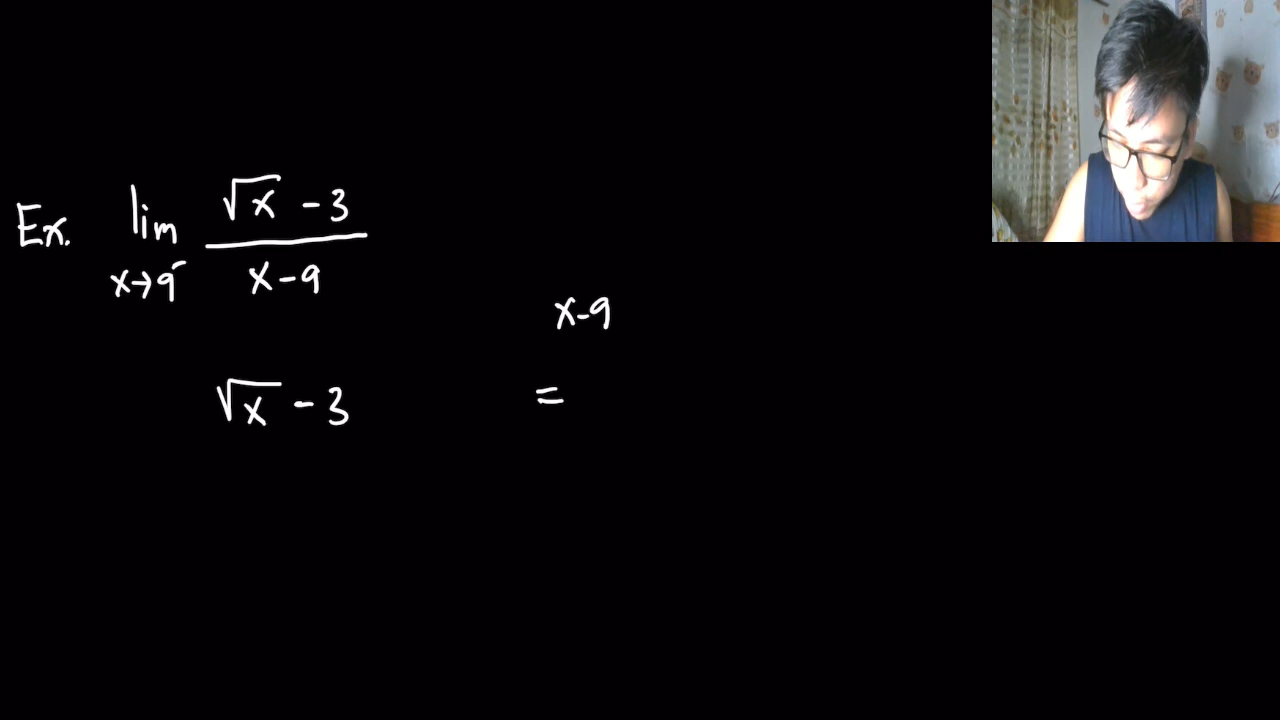 Ex. lim x→9⁻ (√x - 3)/(x - 9)
x-9
√x - 3 =